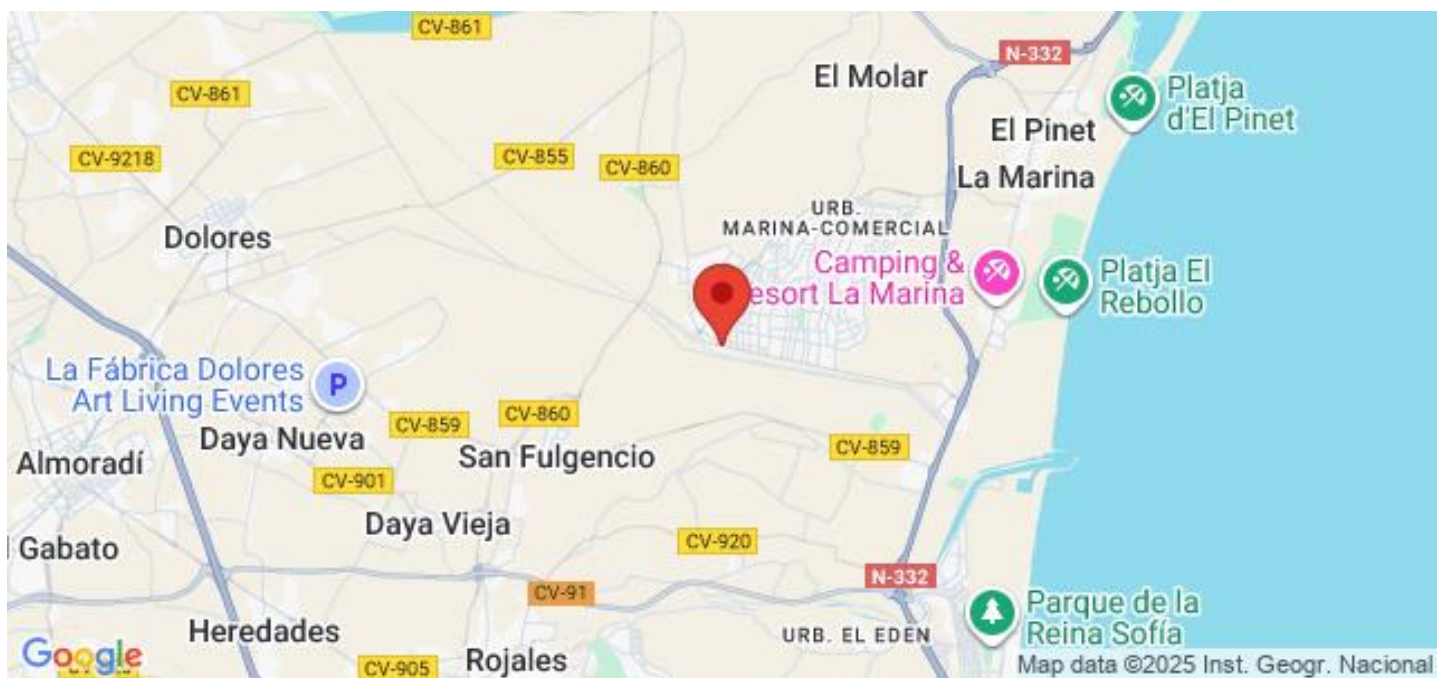 CV-861
N-332
El Molar
CV-861
Platja
d'El Pinet
El Pinet
CV-9218
CV-855
CV-860
La Marina
URB.
MARINA-COMERCIAL
Dolores
Camping &
esort La Marina
Platja El
Rebollo
La Fábrica Dolores
Art Living Events
P
CV-859
CV-860
Daya Nueva
CV-859
San Fulgencio
Almoradí
CV-901
Daya Vieja
l Gabato
CV-920
N-332
CV-91
Parque de la
Reina Sofía
Heredades
URB. EL EDEN
Google
CV-905
Rojales
Map data ©2025 Inst. Geogr. Nacional